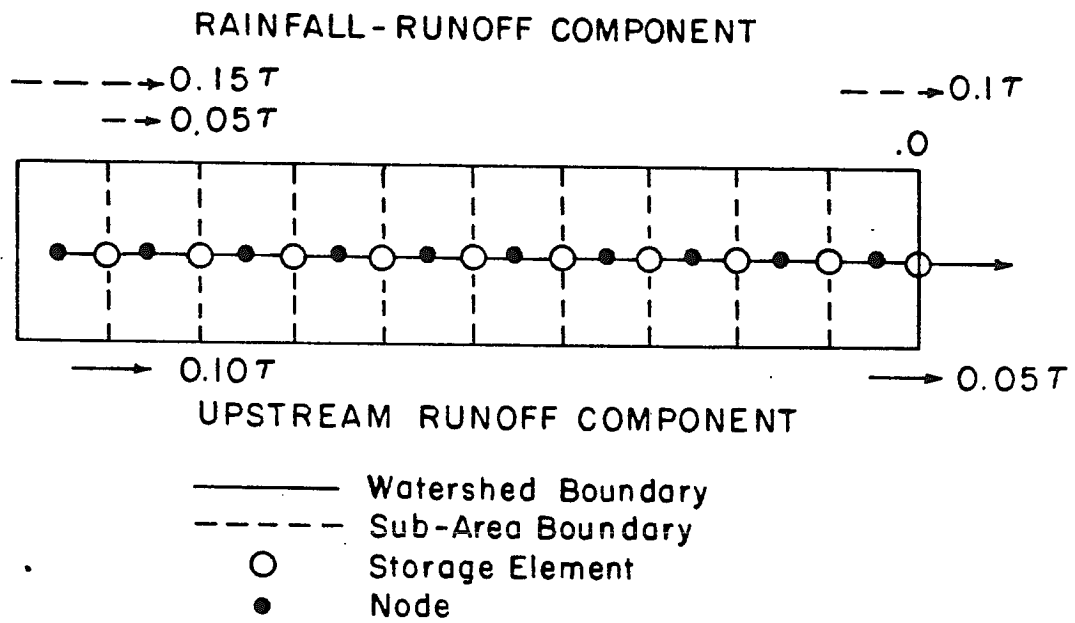 RAINFALL-RUNOFF COMPONENT
0.15τ
0.1τ
0.05τ
.0
0.10τ
0.05τ
UPSTREAM RUNOFF COMPONENT
Watershed Boundary
Sub-Area Boundary
Storage Element
Node